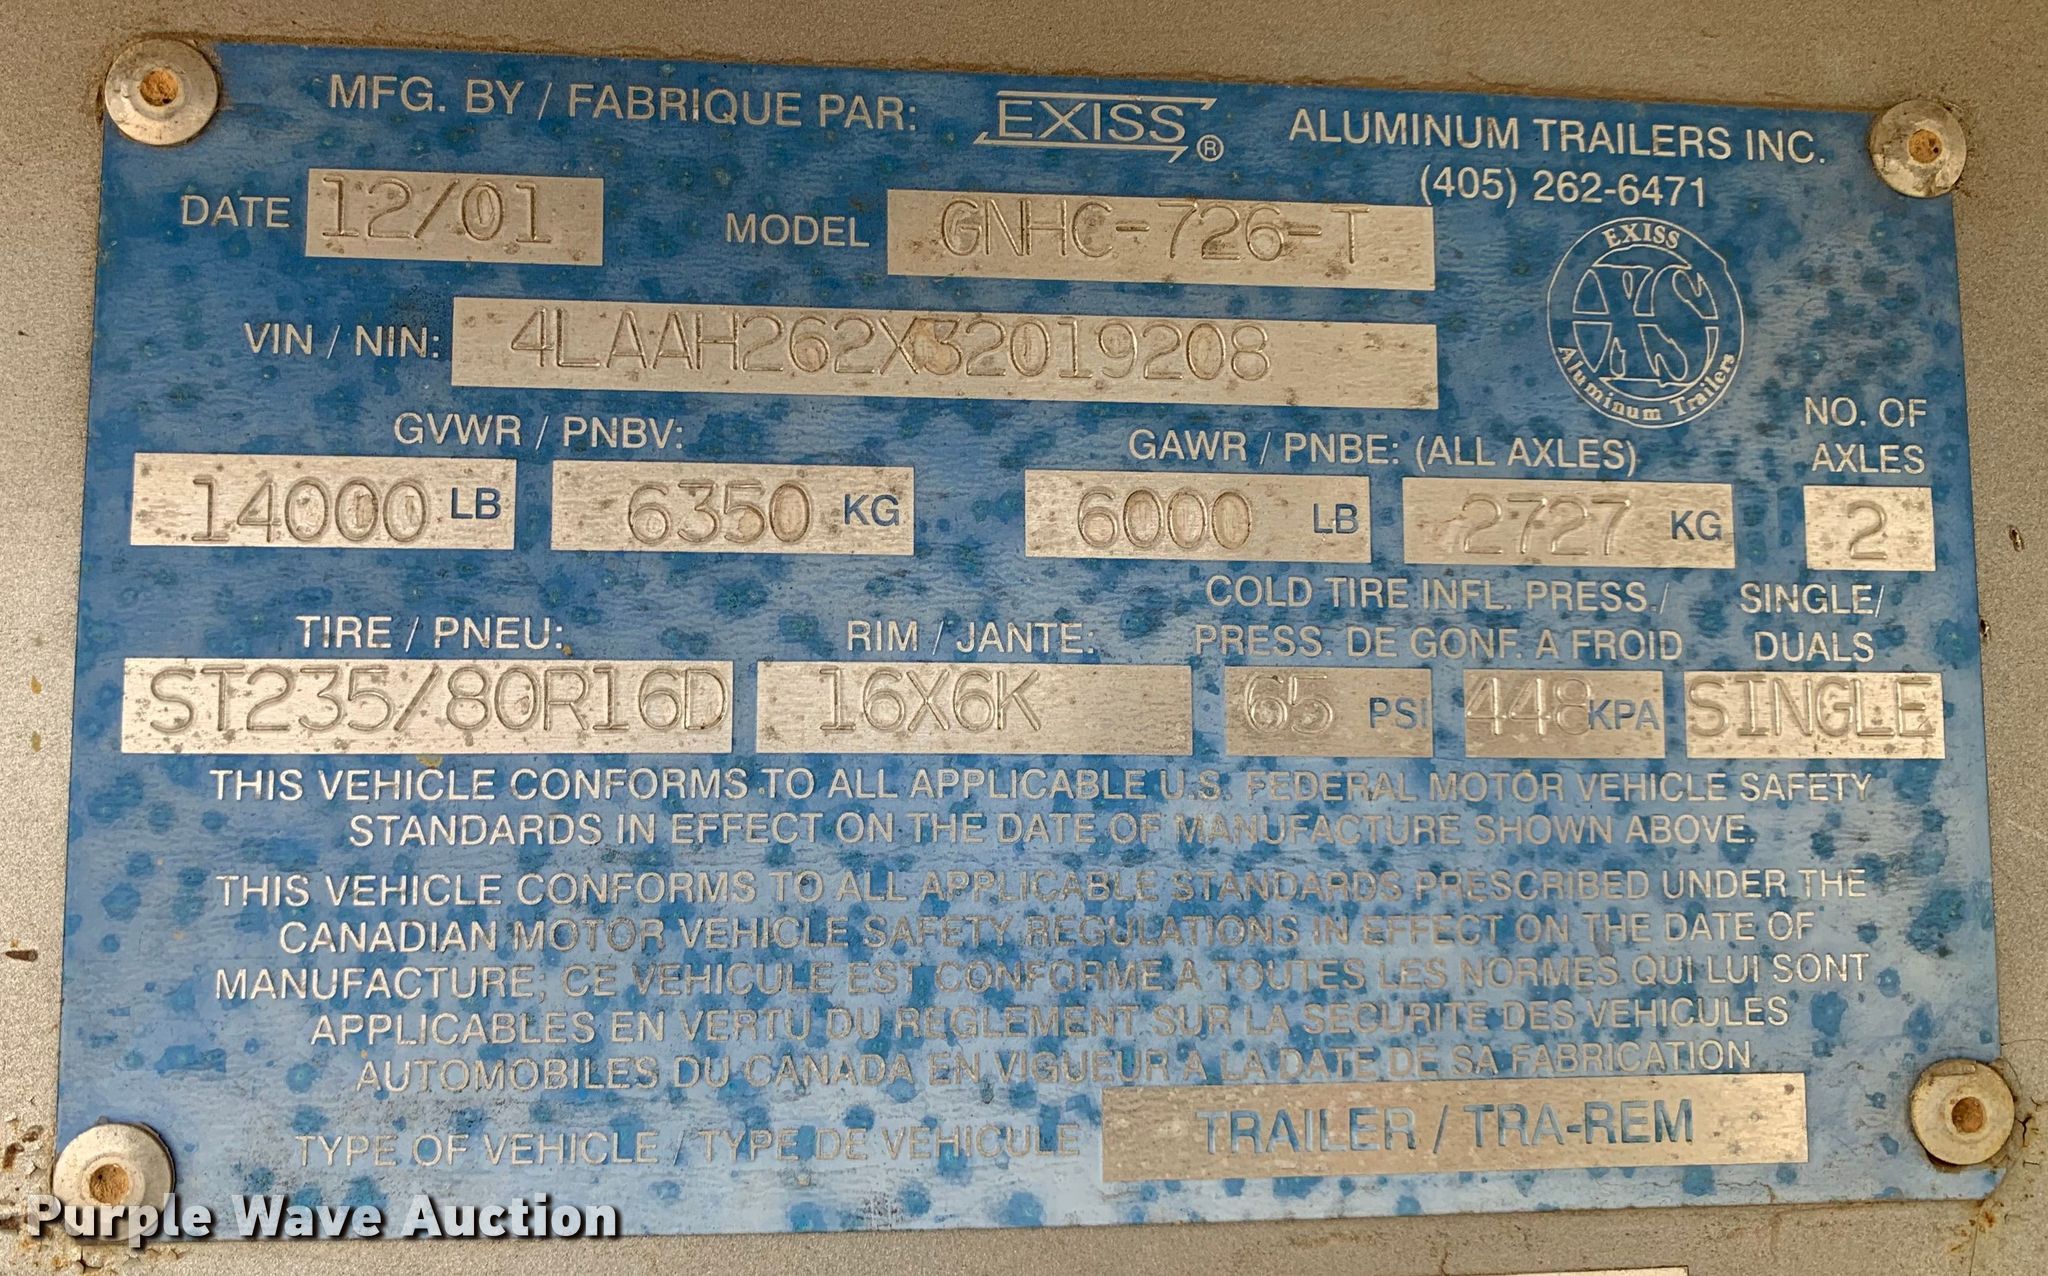 MFG. BY / FABRIQUE PAR: EXISS ® ALUMINUM TRAILERS INC.
(405) 262-6471
DATE 12/01 MODEL GNHC-726-T
EXISS
XS
Aluminum Trailers
VIN / NIN: 4LAAH262X32019208
GVWR / PNBV: GAWR / PNBE: (ALL AXLES) NO. OF AXLES
14000 LB 6350 KG 6000 LB 2727 KG 2
TIRE / PNEU: RIM / JANTE: COLD TIRE INFL. PRESS./ PRESS. DE GONF. A FROID SINGLE/ DUALS
ST235/80R16D 16X6K 65 PSI 448 KPA SINGLE
THIS VEHICLE CONFORMS TO ALL APPLICABLE U.S. FEDERAL MOTOR VEHICLE SAFETY
STANDARDS IN EFFECT ON THE DATE OF MANUFACTURE SHOWN ABOVE.
THIS VEHICLE CONFORMS TO ALL APPLICABLE STANDARDS PRESCRIBED UNDER THE
CANADIAN MOTOR VEHICLE SAFETY REGULATIONS IN EFFECT ON THE DATE OF
MANUFACTURE; CE VEHICULE EST CONFORME A TOUTES LES NORMES QUI LUI SONT
APPLICABLES EN VERTU DU REGLEMENT SUR LA SECURITE DES VEHICULES
AUTOMOBILES DU CANADA EN VIGUEUR A LA DATE DE SA FABRICATION
TYPE OF VEHICLE / TYPE DE VEHICULE TRAILER / TRA-REM
Purple Wave Auction